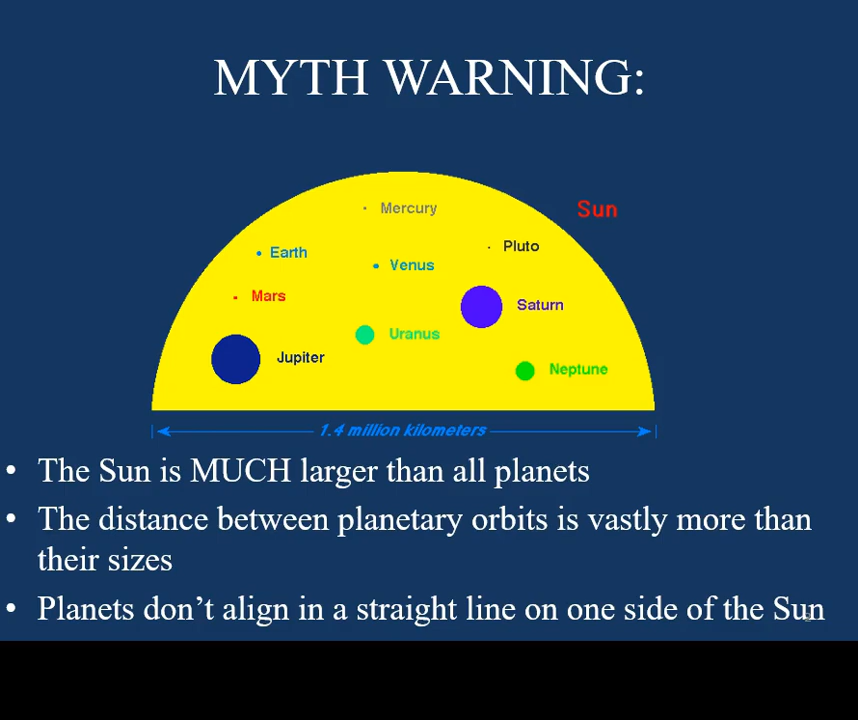 MYTH WARNING:
Mercury
Sun
Pluto
Earth
Venus
Mars
Saturn
Uranus
Jupiter
Neptune
1.4 million kilometers
• The Sun is MUCH larger than all planets
• The distance between planetary orbits is vastly more than
their sizes
• Planets don’t align in a straight line on one side of the Sun